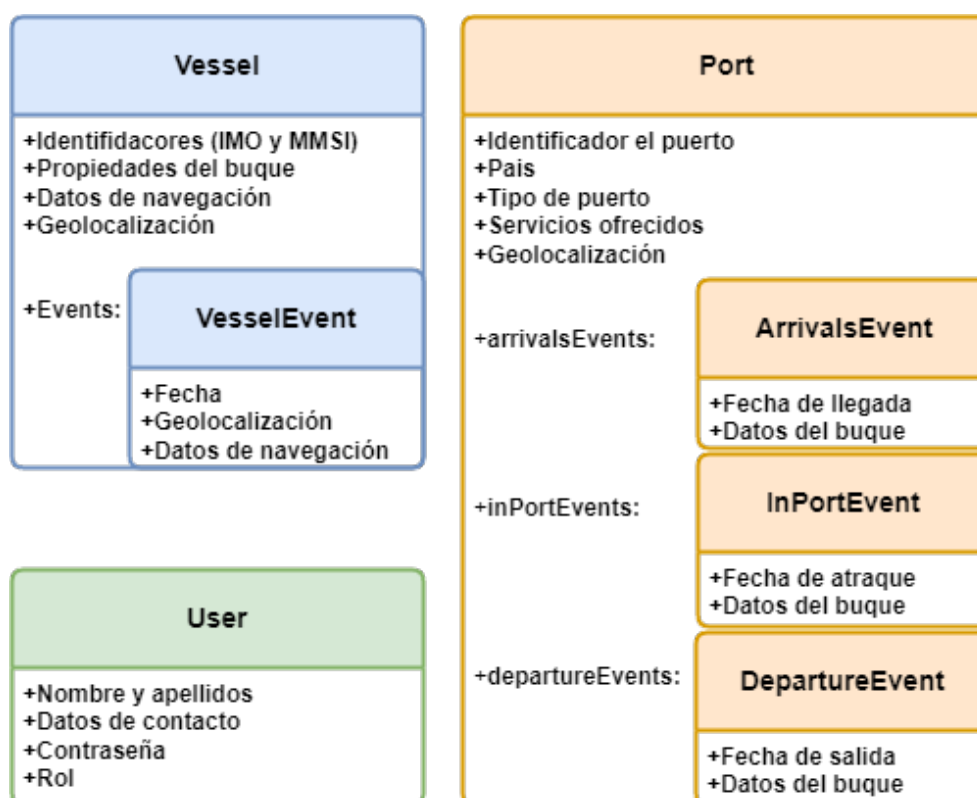 Vessel
+Identifidacores (IMO y MMSI)
+Propiedades del buque
+Datos de navegación
+Geolocalización
+Events:
VesselEvent
+Fecha
+Geolocalización
+Datos de navegación
User
+Nombre y apellidos
+Datos de contacto
+Contraseña
+Rol
Port
+Identificador el puerto
+Pais
+Tipo de puerto
+Servicios ofrecidos
+Geolocalización
+arrivalsEvents:
ArrivalsEvent
+Fecha de llegada
+Datos del buque
+inPortEvents:
InPortEvent
+Fecha de atraque
+Datos del buque
+departureEvents:
DepartureEvent
+Fecha de salida
+Datos del buque